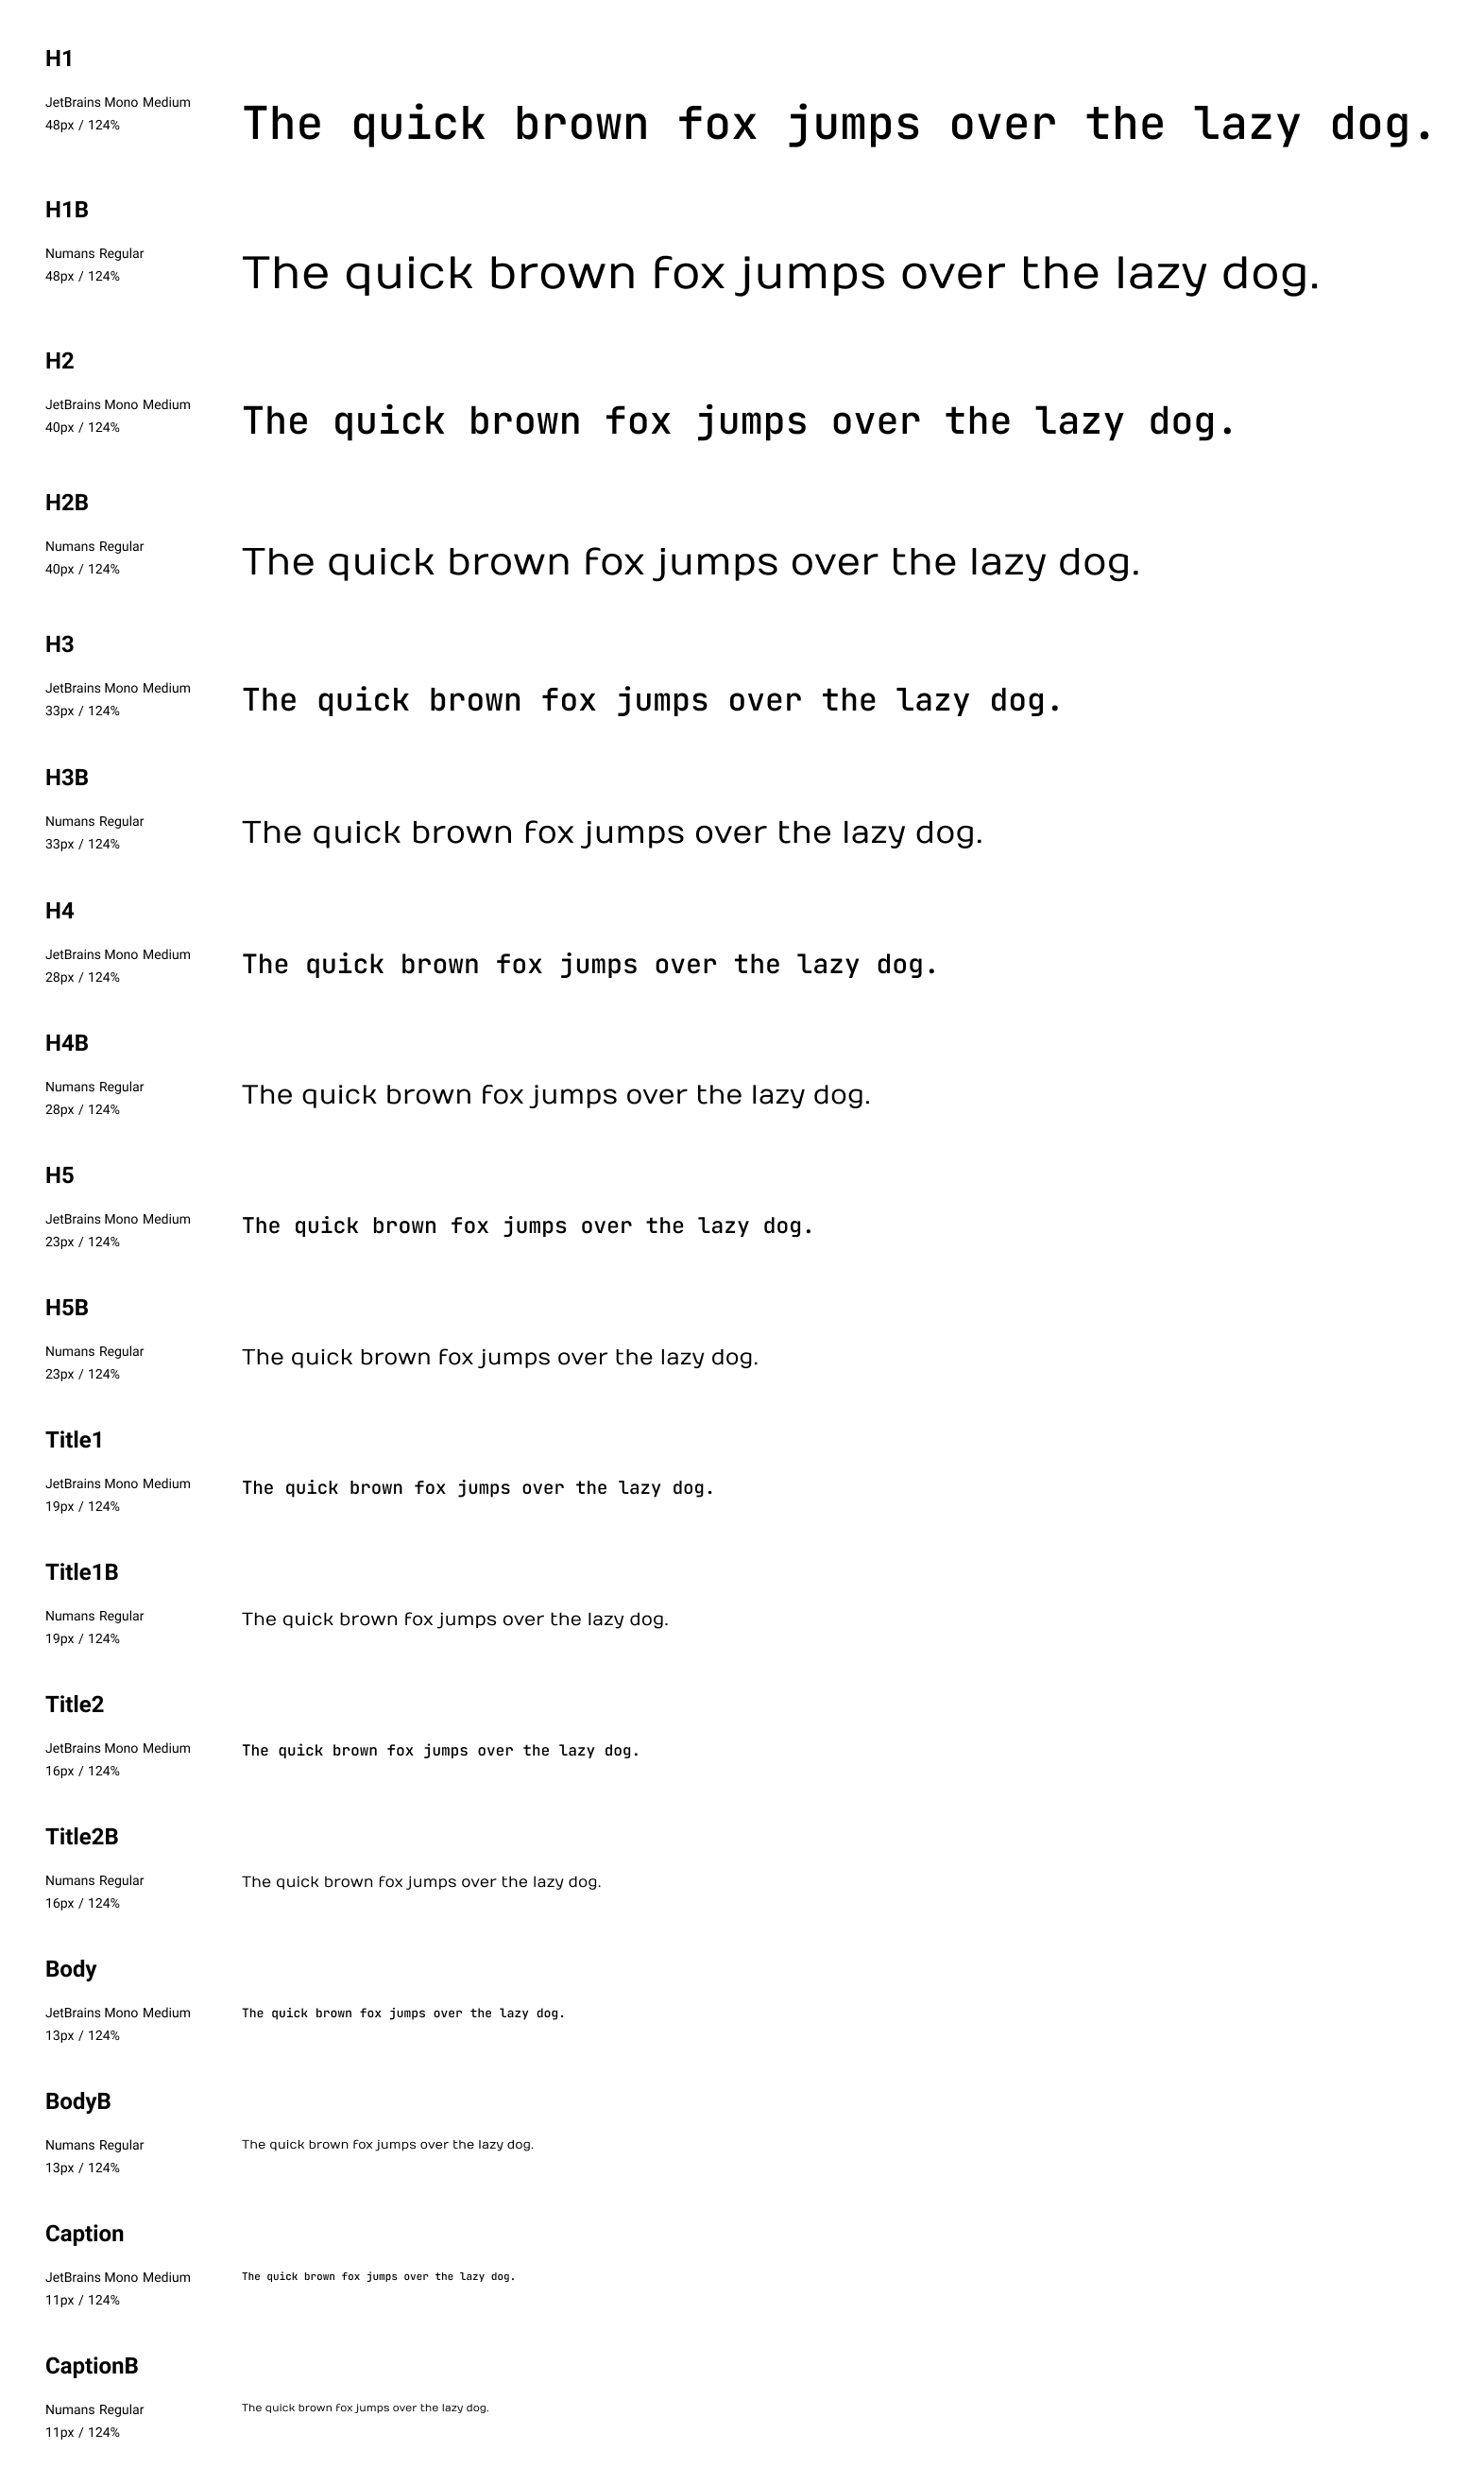 H1
JetBrains Mono Medium
48px / 124%
The quick brown fox jumps over the lazy dog.
H1B
Numans Regular
48px / 124%
The quick brown fox jumps over the lazy dog.
H2
JetBrains Mono Medium
40px / 124%
The quick brown fox jumps over the lazy dog.
H2B
Numans Regular
40px / 124%
The quick brown fox jumps over the lazy dog.
H3
JetBrains Mono Medium
33px / 124%
The quick brown fox jumps over the lazy dog.
H3B
Numans Regular
33px / 124%
The quick brown fox jumps over the lazy dog.
H4
JetBrains Mono Medium
28px / 124%
The quick brown fox jumps over the lazy dog.
H4B
Numans Regular
28px / 124%
The quick brown fox jumps over the lazy dog.
H5
JetBrains Mono Medium
23px / 124%
The quick brown fox jumps over the lazy dog.
H5B
Numans Regular
23px / 124%
The quick brown fox jumps over the lazy dog.
Title1
JetBrains Mono Medium
19px / 124%
The quick brown fox jumps over the lazy dog.
Title1B
Numans Regular
19px / 124%
The quick brown fox jumps over the lazy dog.
Title2
JetBrains Mono Medium
16px / 124%
The quick brown fox jumps over the lazy dog.
Title2B
Numans Regular
16px / 124%
The quick brown fox jumps over the lazy dog.
Body
JetBrains Mono Medium
13px / 124%
The quick brown fox jumps over the lazy dog.
BodyB
Numans Regular
13px / 124%
The quick brown fox jumps over the lazy dog.
Caption
JetBrains Mono Medium
11px / 124%
The quick brown fox jumps over the lazy dog.
CaptionB
Numans Regular
11px / 124%
The quick brown fox jumps over the lazy dog.